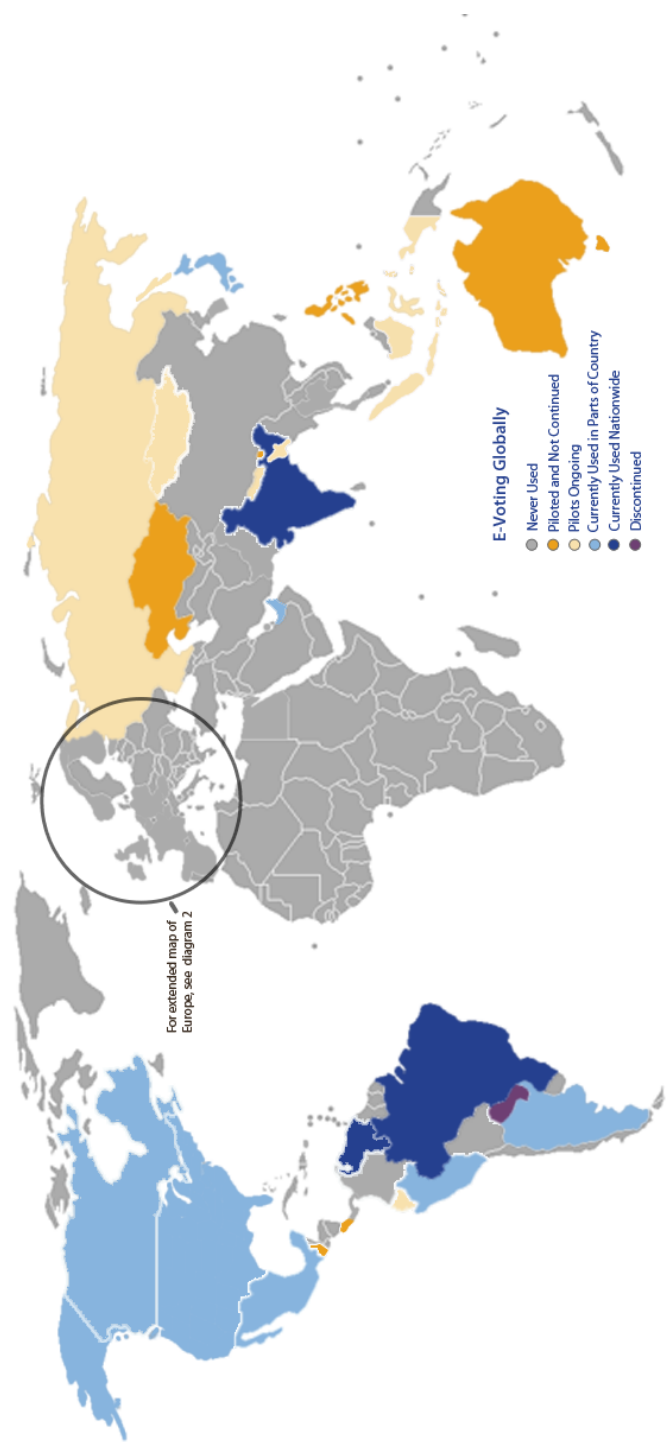 For extended map of
Europe, see diagram 2
E-Voting Globally
Never Used
Piloted and Not Continued
Pilots Ongoing
Currently Used in Parts of Country
Currently Used Nationwide
Discontinued